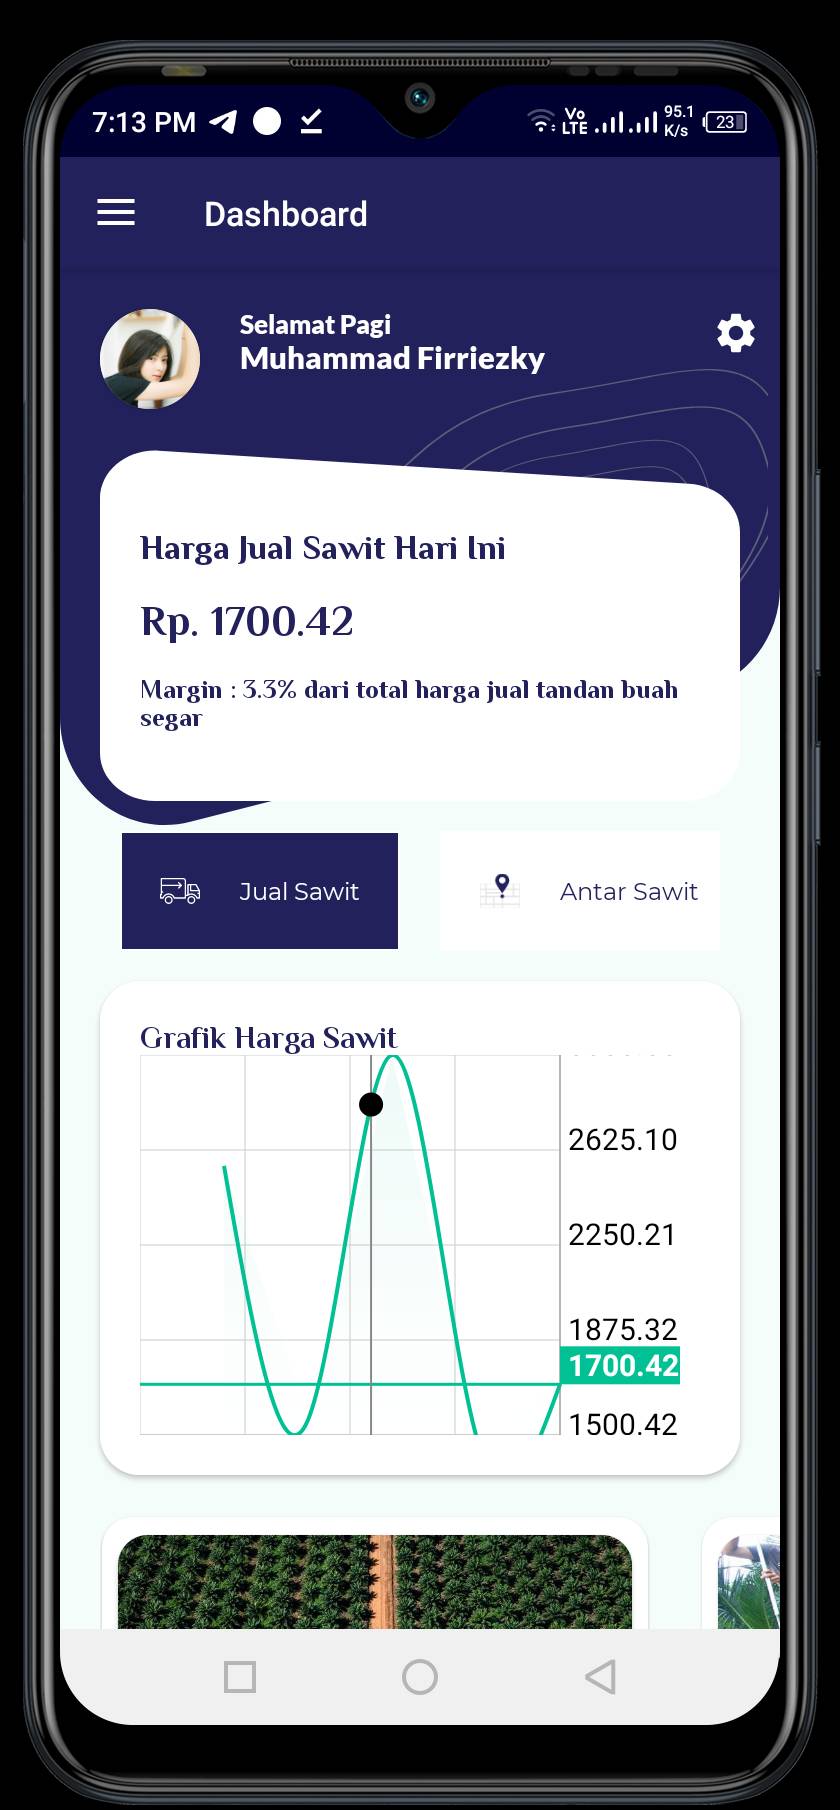 7:13 PM
Vo LTE
95.1 K/s
23
Dashboard
Selamat Pagi
Muhammad Firriezky
Harga Jual Sawit Hari Ini
Rp. 1700.42
Margin : 3.3% dari total harga jual tandan buah
segar
Jual Sawit
Antar Sawit
Grafik Harga Sawit
2625.10
2250.21
1875.32
1700.42
1500.42